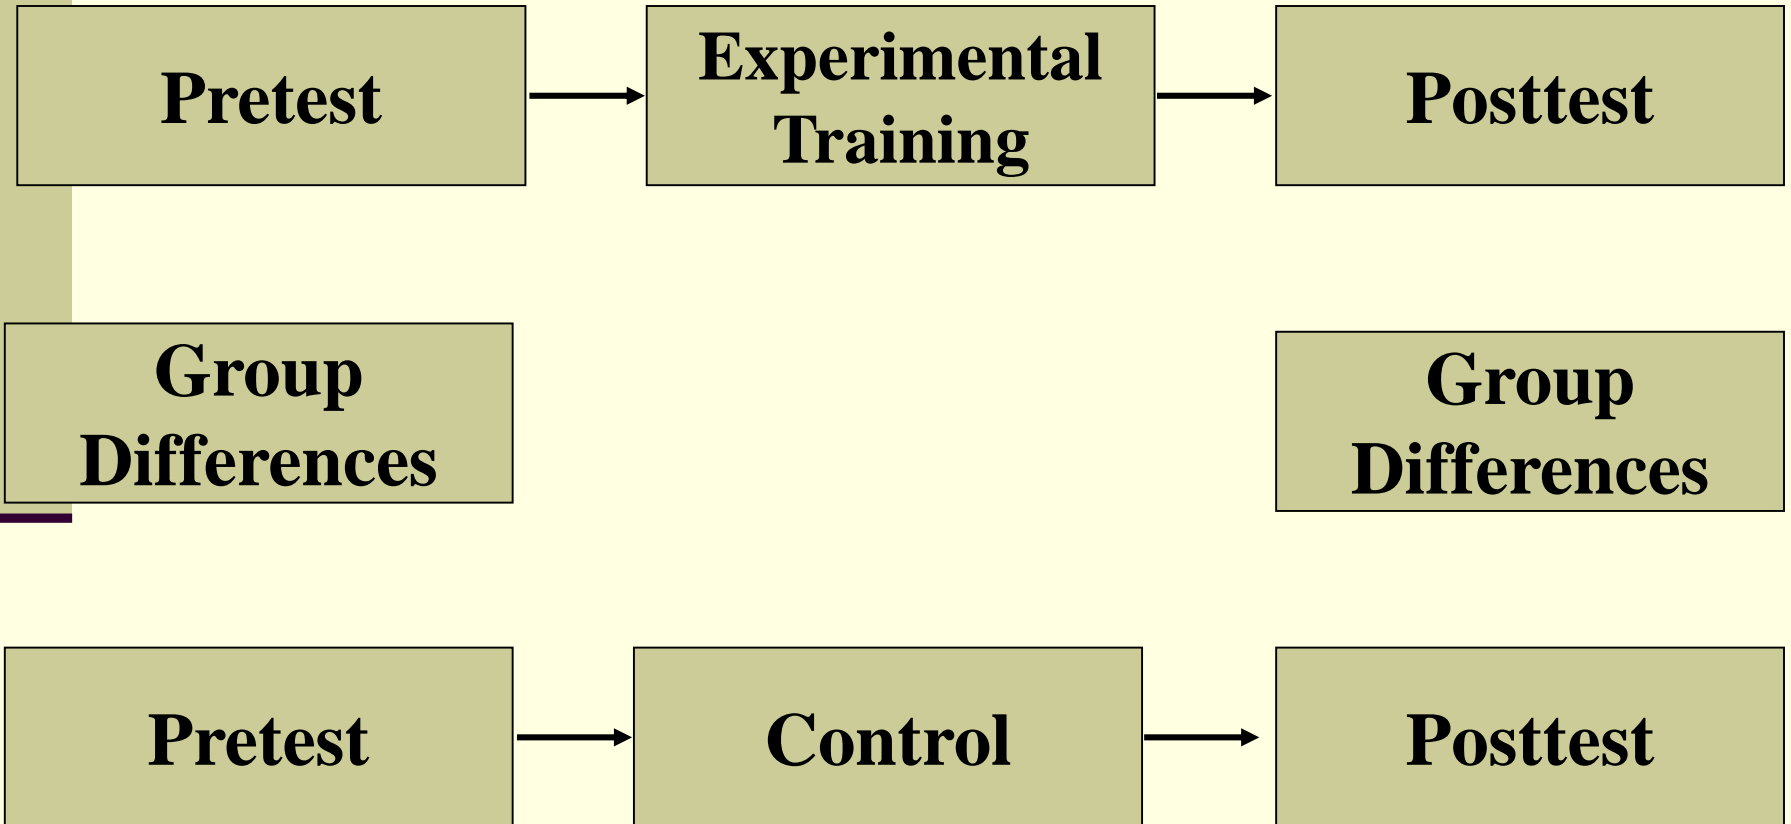 Pretest
Experimental
Training
Posttest
Group
Differences
Group
Differences
Pretest
Control
Posttest